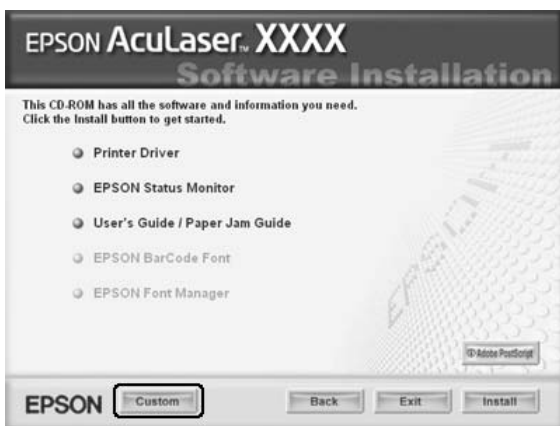 EPSON AcuLaser™ XXXX
Software Installation
This CD-ROM has all the software and information you need.
Click the Install button to get started.
Printer Driver
EPSON Status Monitor
User's Guide / Paper Jam Guide
EPSON BarCode Font
EPSON Font Manager
EPSON
Adobe PostScript
EPSON Custom Back Exit Install